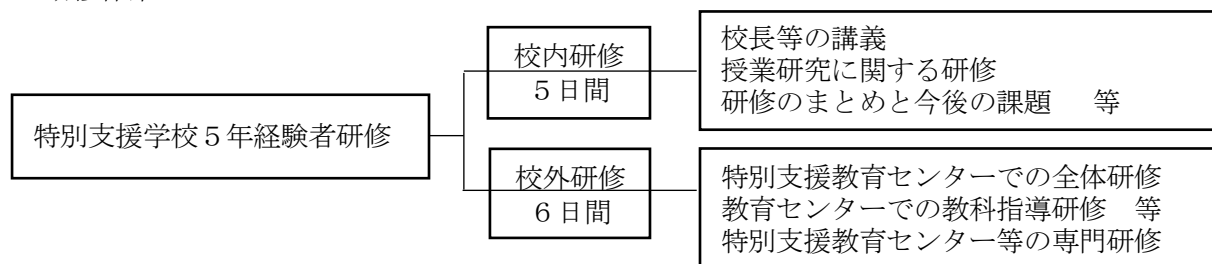 校内研修
5日間
校長等の講義
授業研究に関する研修
研修のまとめと今後の課題　等
特別支援学校5年経験者研修
校外研修
6日間
特別支援教育センターでの全体研修
教育センターでの教科指導研修　等
特別支援教育センター等の専門研修